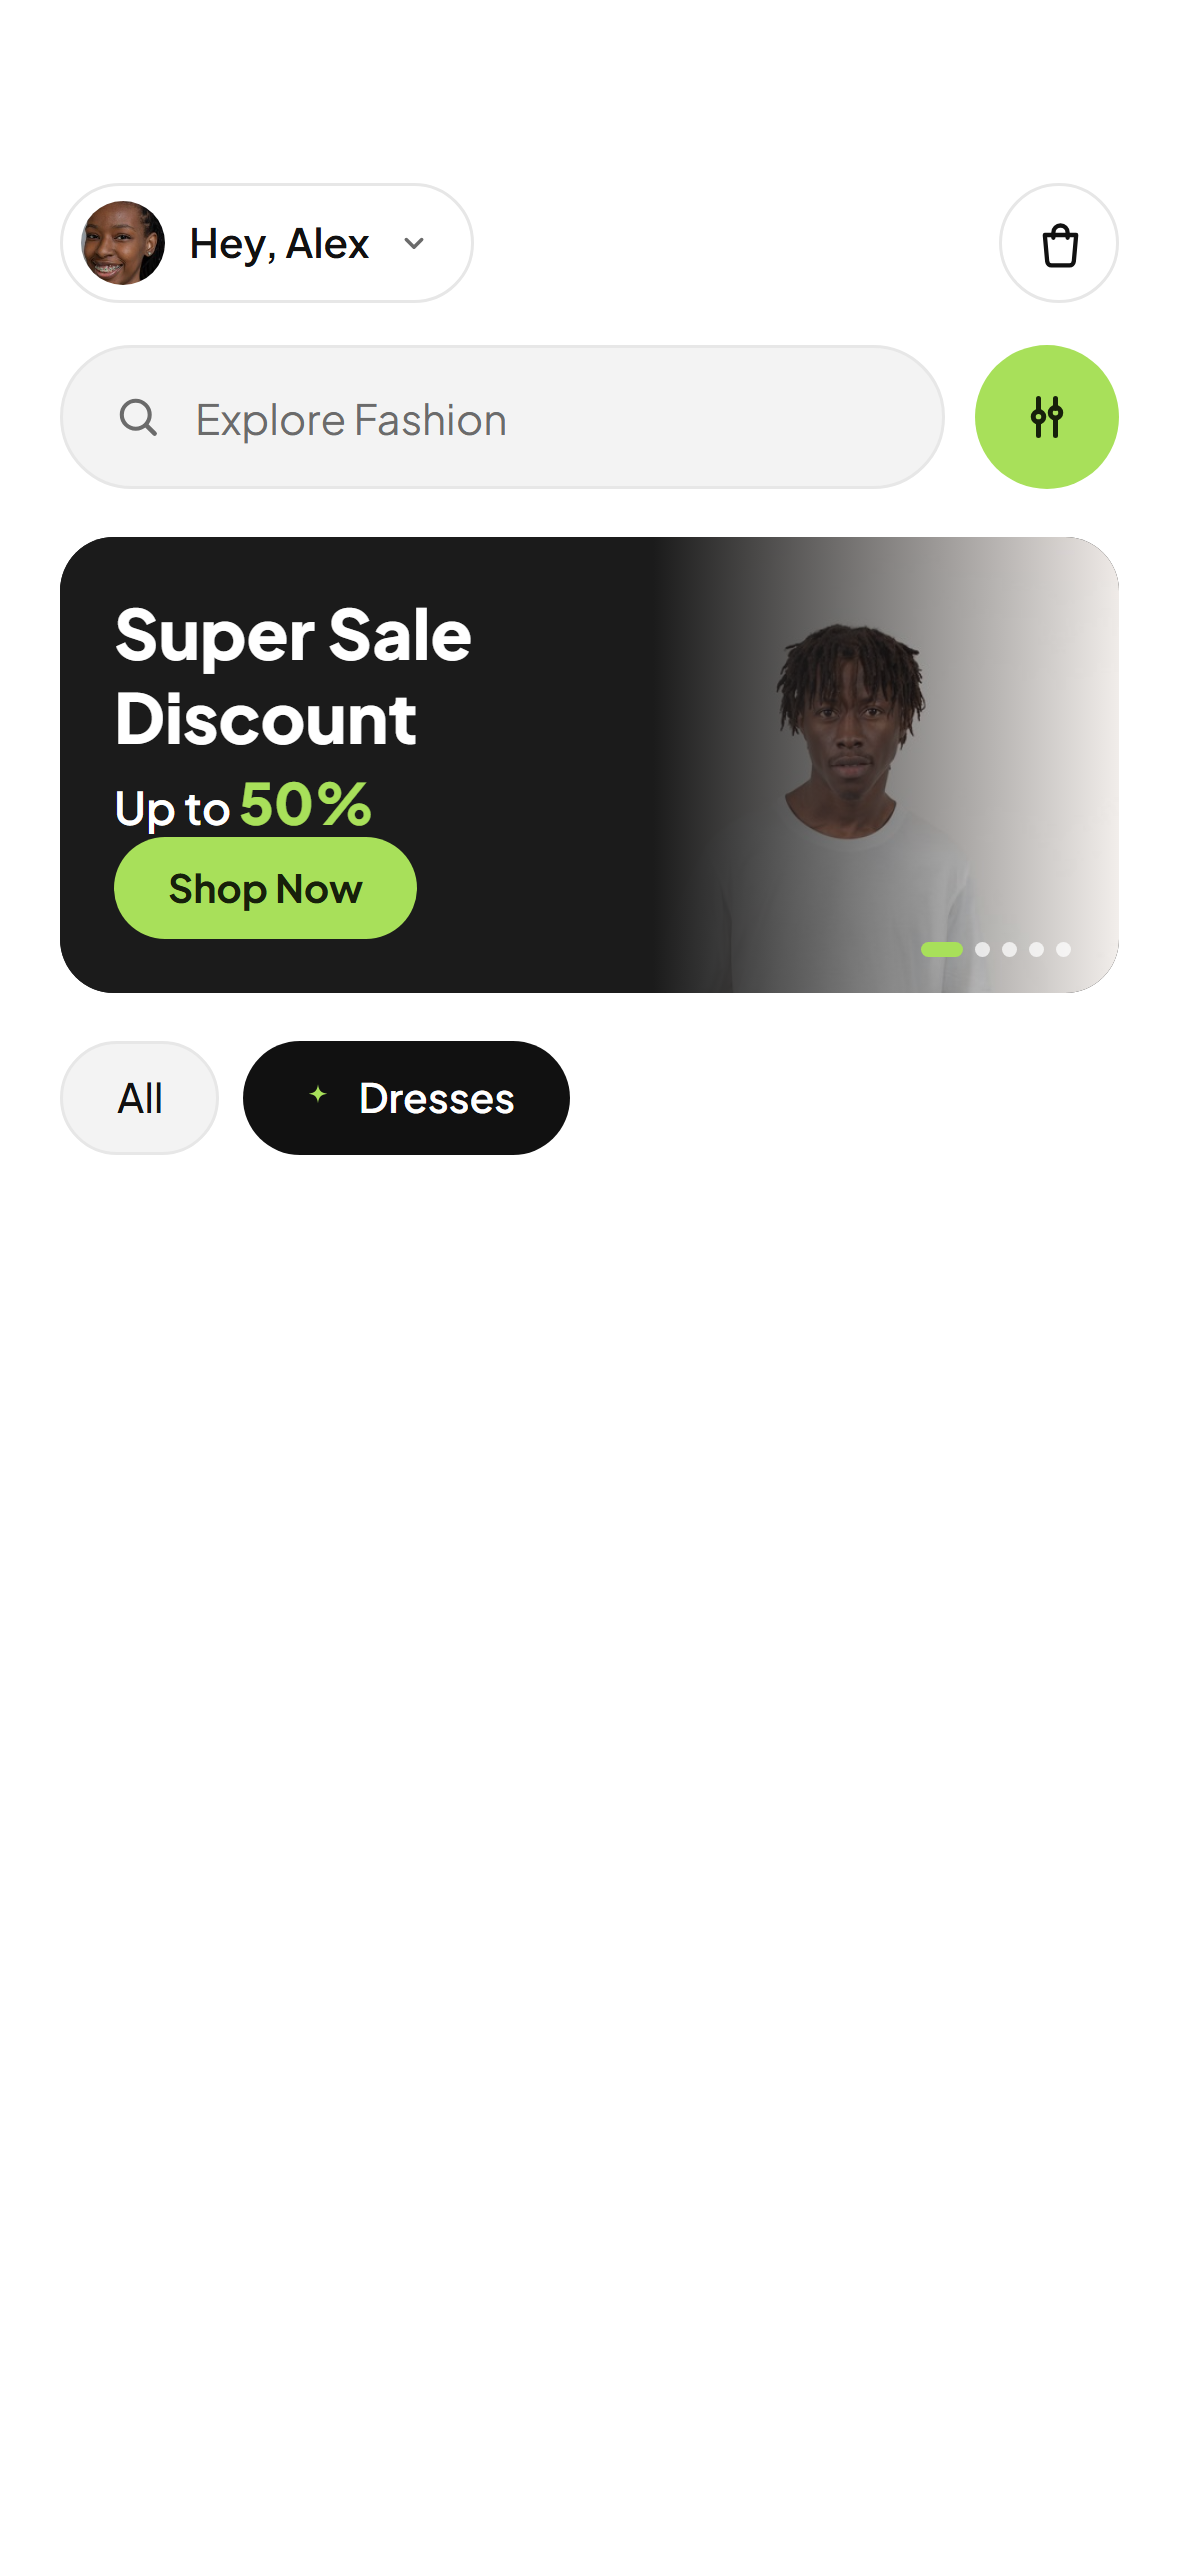 Hey, Alex
Explore Fashion
Super Sale
Discount
Up to 50%
Shop Now
All
Dresses